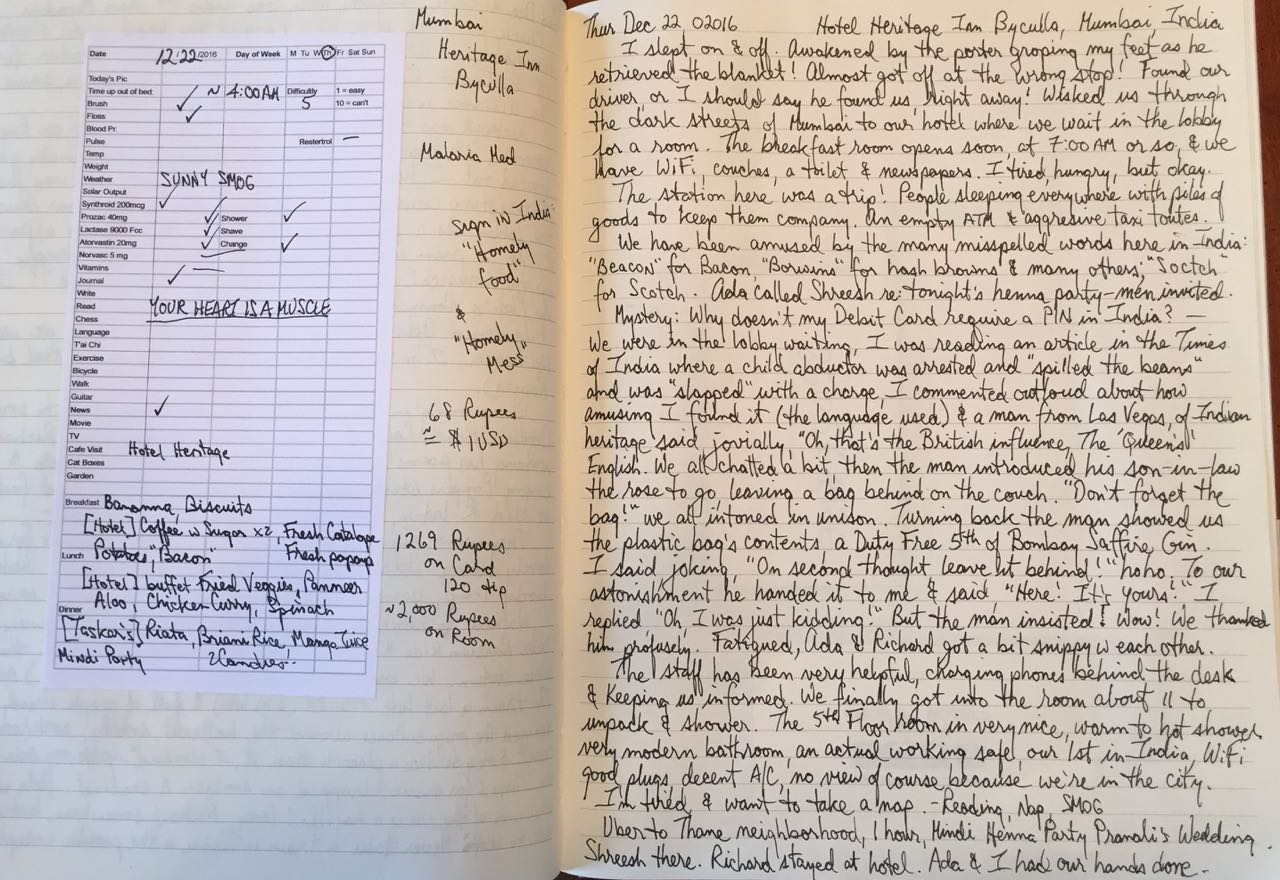 Date 12/22/2016 Day of Week M Tu W Th Fr Sat Sun
Today's Pic
Time up out of bed: ~ 4:00 AM Difficulty 1 = easy
Brush ✓ 5 10 = can't
Floss ✓
Blood Pr.
Pulse Restertrol —
Temp
Weight
Weather SUNNY SMOG
Solar Output
Synthroid 200mcg ✓
Prozac 40mg ✓ Shower ✓
Lactase 9000 Fcc ✓ Shave
Atorvastin 20mg ✓ Change ✓
Norvasc 5 mg
Vitamins —
Journal ✓
Write
Read YOUR HEART IS A MUSCLE
Chess
Language
T'ai Chi
Exercise
Bicycle
Walk
Guitar
News ✓
Movie
TV
Cafe Visit Hotel Heritage
Cat Boxes
Garden
Breakfast Bananna Biscuits
[Hotel] Coffee w Sugar x2, Fresh Catalope
Potatoes, "Bacon" Fresh papaya
Lunch
[Hotel] buffet Fried Veggies, Panneer
Aloo, Chicken Curry, Spinach
Dinner
[Taskar's] Riata, Briani Rice, Mango Juice
Mindi Party 2 Candies
Mumbai
Heritage Inn
Byculla
Malaria Med
sign in India:
"Homely
food"
&
"Homely
Mess"
68 Rupees
≈ $1 USD
1269 Rupees
on Card
120 tip
~2,000 Rupees
on Room
Thur Dec 22 02016 Hotel Heritage Inn Byculla, Mumbai, India
I slept on & off. Awakened by the porter groping my feet as he
retrieved the blanket! Almost got off at the wrong stop! Found our
driver, or I should say he found us right away! Wisked us through
the dark streets of Mumbai to our hotel where we wait in the lobby
for a room. The breakfast room opens soon, at 7:00 AM or so, & we
have WiFi, couches, a toilet & newspapers. I tired, hungry, but okay.
The station here was a trip! People sleeping everywhere with piles of
goods to keep them company. An empty ATM & aggresive taxi toutes.
We have been amused by the many misspelled words here in India:
"Beacon" for Bacon, "Borwins" for hash browns & many others; "Soctch"
for Scotch. Ada called Shreesh re: tonight's henna party-men invited.
Mystery: Why doesn't my Debit Card require a PIN in India? —
We were in the lobby waiting, I was reading an article in the Times
of India where a child abductor was arrested and "spilled the beans"
and was "slapped" with a charge. I commented outloud about how
amusing I found it (the language used) & a man from Las Vegas, of Indian
heritage said jovially, "Oh, that's the British influence, The 'Queens'
English. We all chatted a bit then the man introduced his son-in-law
the rose to go, leaving a bag behind on the couch. "Don't forget the
bag!" we all intoned in unison. Turning back the man showed us
the plastic bag's contents, a Duty Free 5th of Bombay Saffire Gin.
I said joking, "On second thought leave it behind!" hoho. To our
astonishment he handed it to me & said, "Here! It's yours!" I
replied "Oh, I was just kidding!" But the man insisted! Wow! We thanked
him profusely. Fatigued, Ada & Richard got a bit snippy w each other.
The staff has been very helpful, charging phones behind the desk
& keeping us informed. We finally got into the room about 11 to
unpack & shower. The 5th Floor room in very nice, warm to hot shower
very modern bathroom, an actual working safe, our 1st in India, WiFi
good plugs, decent A/C, no view of course because we're in the city.
I'm tired & want to take a nap. - Reading, Nap, SMOG
Uber to Thane neighborhood, 1 hour, Mindi Henna Party Pranali's Wedding.
Shreesh there. Richard stayed at hotel. Ada & I had our hands done.